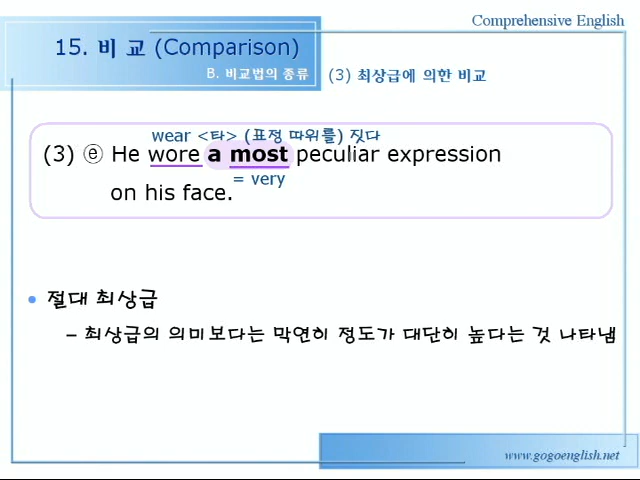 Comprehensive English
15. 비 교 (Comparison)
B. 비교법의 종류
(3) 최상급에 의한 비교
wear <타> (표정 따위를) 짓다
(3) ⓔ He wore a most peculiar expression
= very
on his face.
• 절대 최상급
– 최상급의 의미보다는 막연히 정도가 대단히 높다는 것 나타냄
www.gogoenglish.net